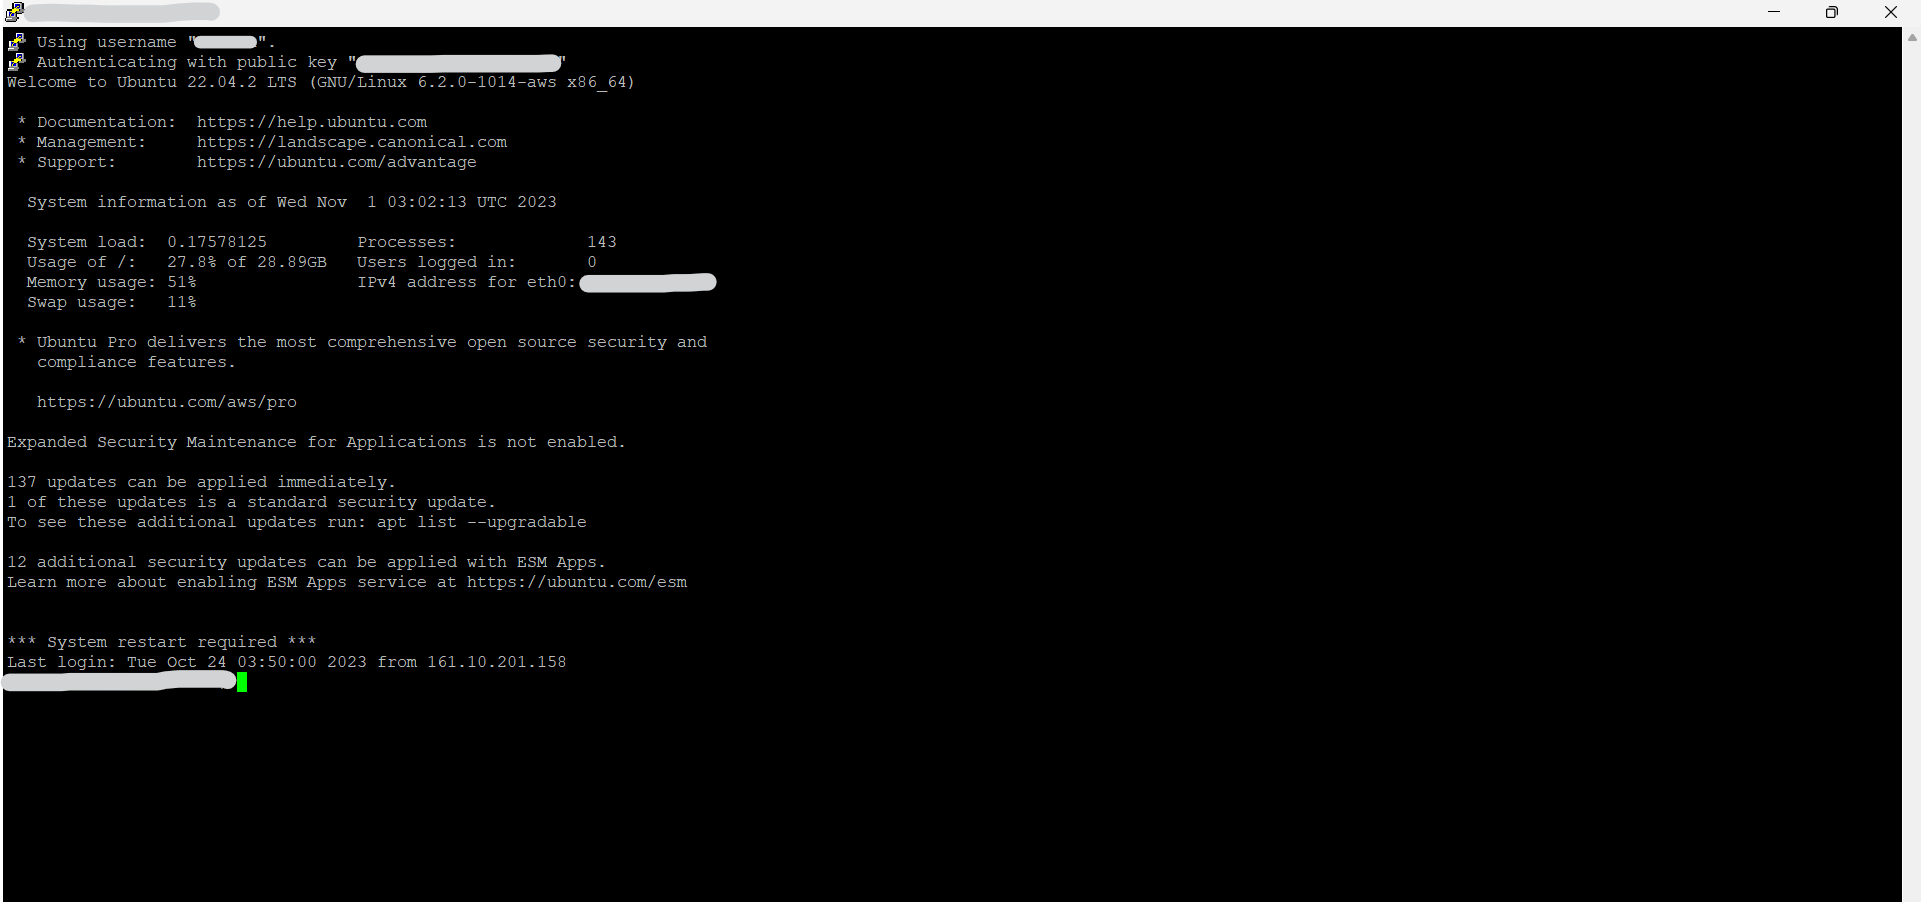 Using username "".
Authenticating with public key ""
Welcome to Ubuntu 22.04.2 LTS (GNU/Linux 6.2.0-1014-aws x86_64)
* Documentation:  https://help.ubuntu.com
* Management:     https://landscape.canonical.com
* Support:        https://ubuntu.com/advantage
System information as of Wed Nov  1 03:02:13 UTC 2023
System load:  0.17578125         Processes:             143
Usage of /:   27.8% of 28.89GB   Users logged in:       0
Memory usage: 51%                IPv4 address for eth0:
Swap usage:   11%
* Ubuntu Pro delivers the most comprehensive open source security and
compliance features.
https://ubuntu.com/aws/pro
Expanded Security Maintenance for Applications is not enabled.
137 updates can be applied immediately.
1 of these updates is a standard security update.
To see these additional updates run: apt list --upgradable
12 additional security updates can be applied with ESM Apps.
Learn more about enabling ESM Apps service at https://ubuntu.com/esm
*** System restart required ***
Last login: Tue Oct 24 03:50:00 2023 from 161.10.201.158